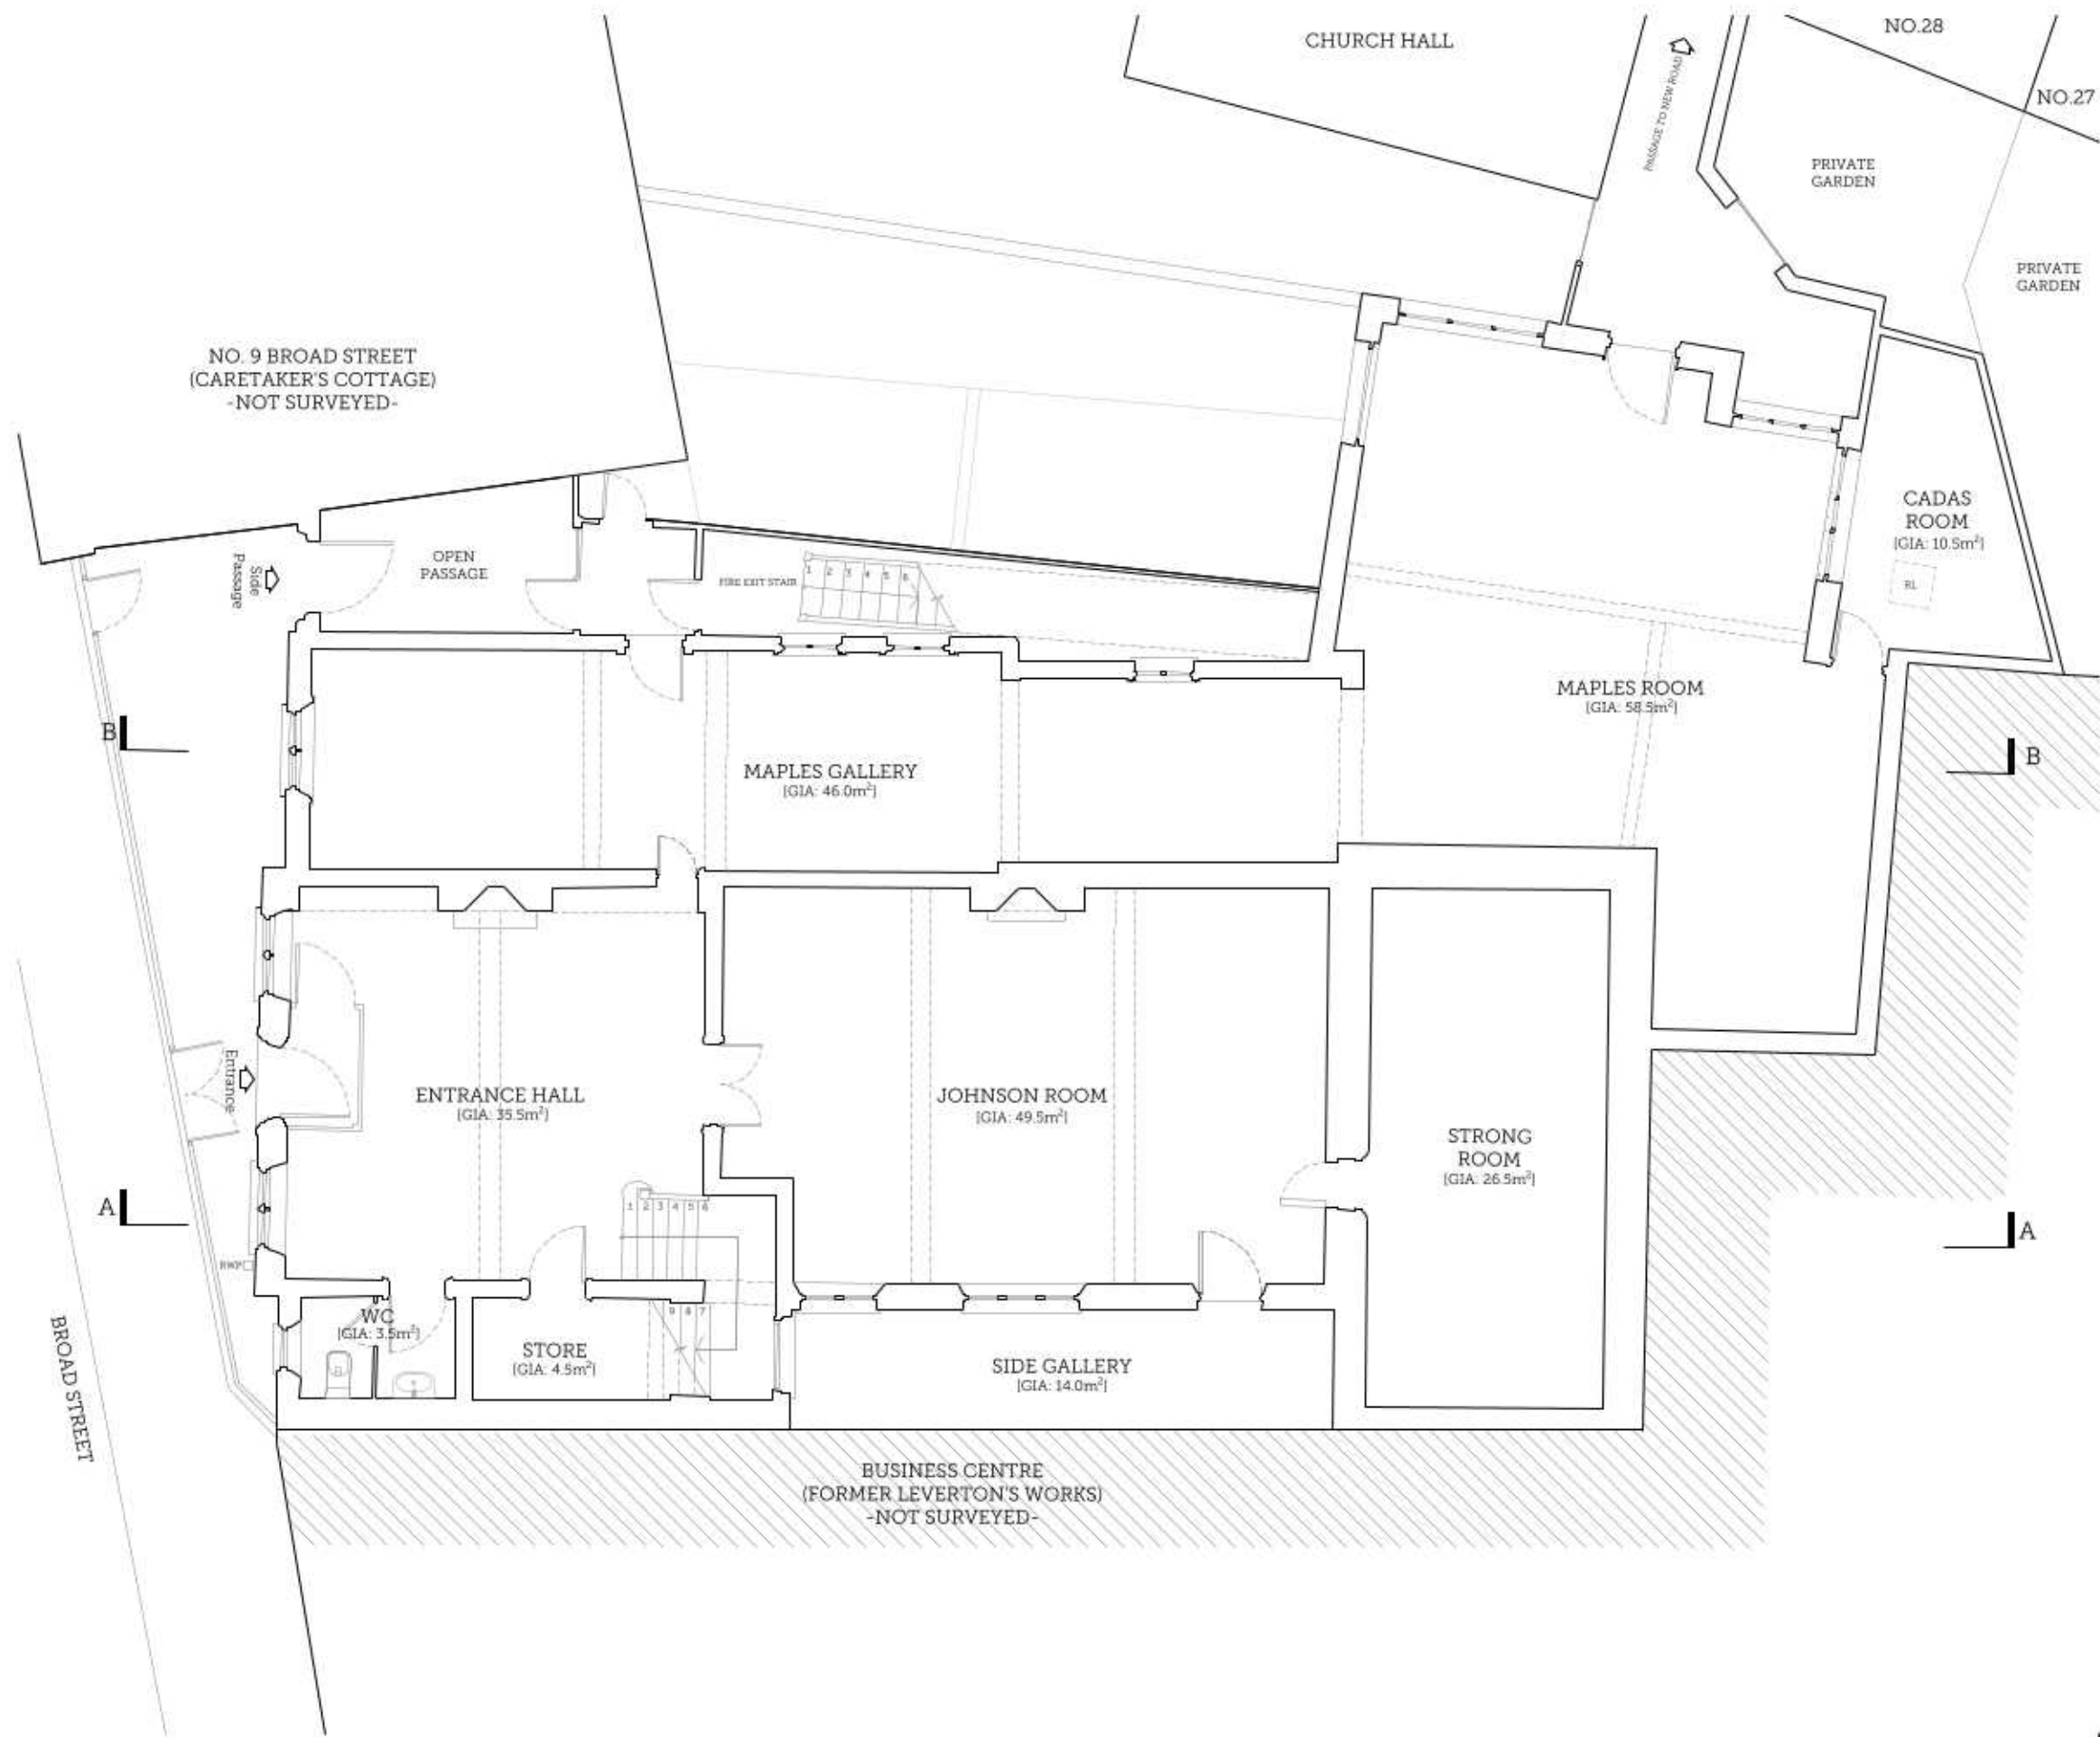 CHURCH HALL
NO.28
NO.27
PASSAGE TO NEW ROAD
PRIVATE
GARDEN
PRIVATE
GARDEN
NO. 9 BROAD STREET
(CARETAKER'S COTTAGE)
-NOT SURVEYED-
CADAS
ROOM
[GIA: 10.5m²]
RL
OPEN
PASSAGE
Side
Passage
FIRE EXIT STAIR
1 2 3 4 5 6
MAPLES ROOM
[GIA: 58.5m²]
B
B
MAPLES GALLERY
[GIA: 46.0m²]
Entrance
ENTRANCE HALL
[GIA: 35.5m²]
JOHNSON ROOM
[GIA: 49.5m²]
STRONG
ROOM
[GIA: 26.5m²]
A
A
1 2 3 4 5 6
RWP
9 8 7
WC
[GIA: 3.5m²]
STORE
[GIA: 4.5m²]
SIDE GALLERY
[GIA: 14.0m²]
BROAD STREET
BUSINESS CENTRE
(FORMER LEVERTON'S WORKS)
-NOT SURVEYED-